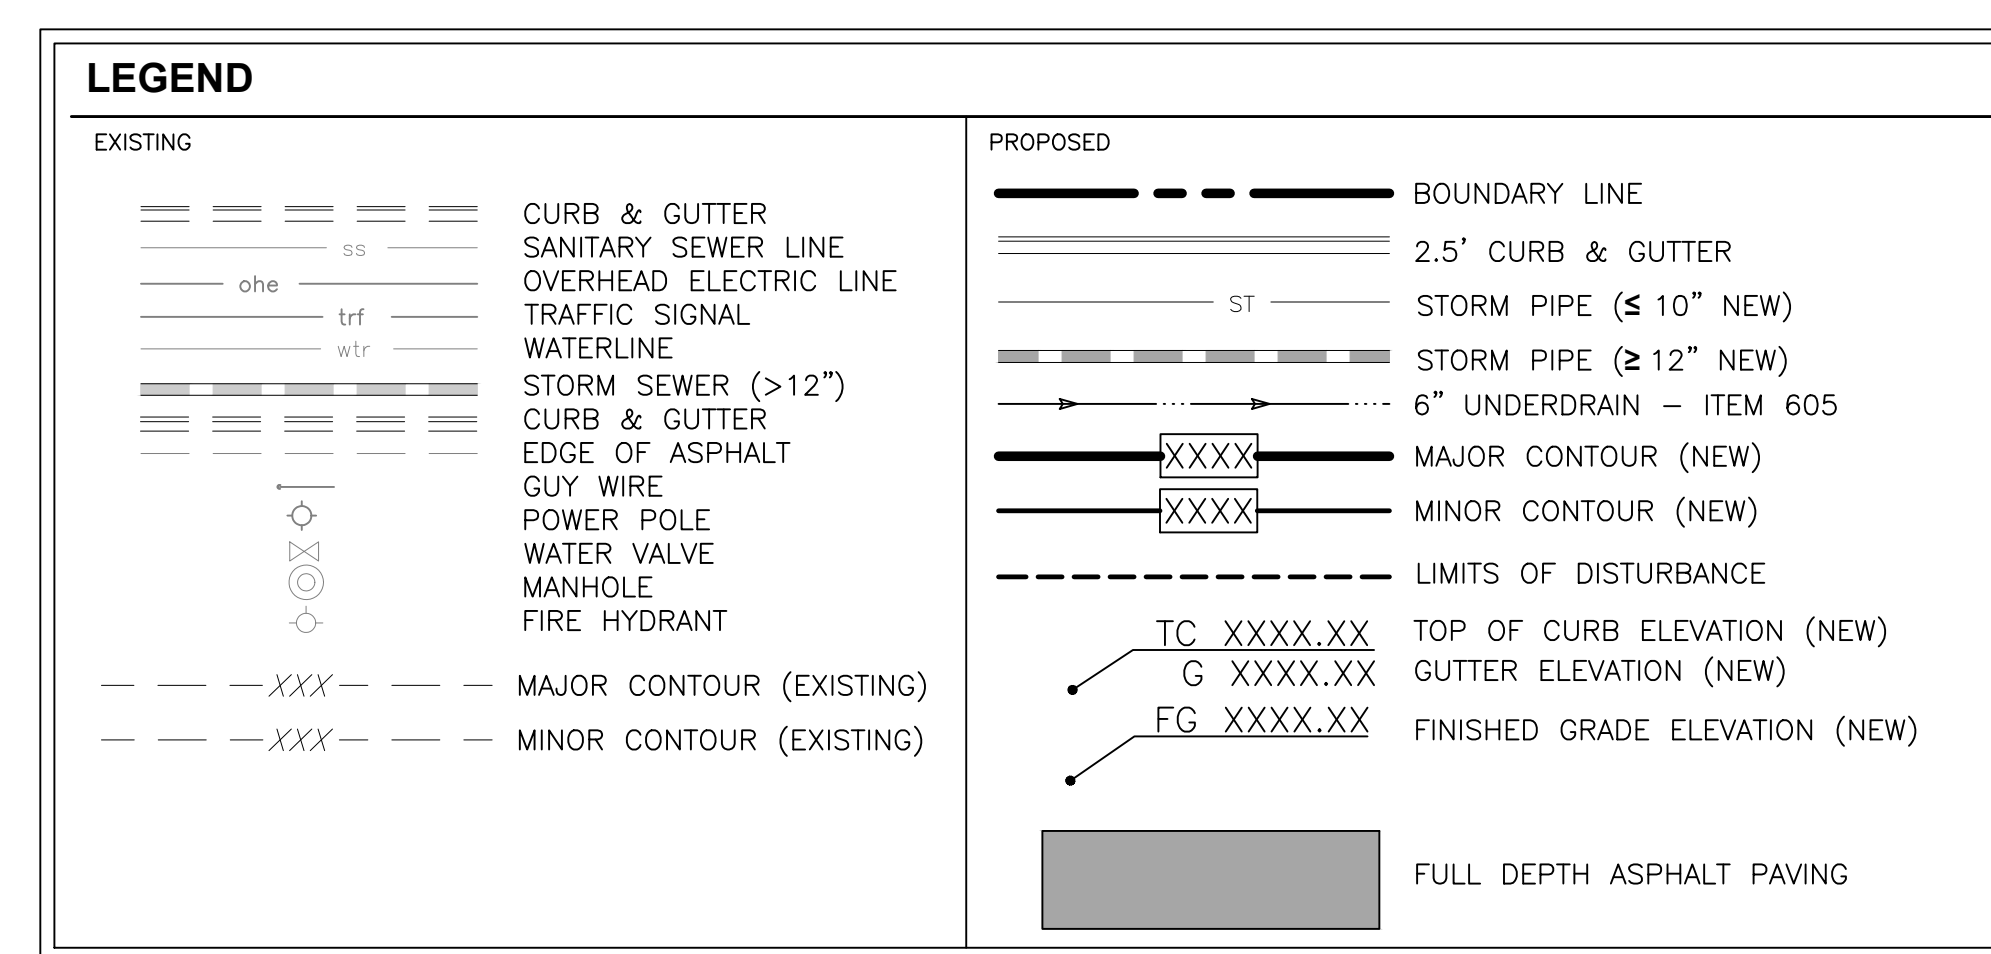 LEGEND
EXISTING
CURB & GUTTER
ss SANITARY SEWER LINE
ohe OVERHEAD ELECTRIC LINE
trf TRAFFIC SIGNAL
wtr WATERLINE
STORM SEWER (>12”)
CURB & GUTTER
EDGE OF ASPHALT
GUY WIRE
POWER POLE
WATER VALVE
MANHOLE
FIRE HYDRANT
XXX MAJOR CONTOUR (EXISTING)
XXX MINOR CONTOUR (EXISTING)
PROPOSED
BOUNDARY LINE
2.5’ CURB & GUTTER
ST STORM PIPE (≤ 10” NEW)
STORM PIPE (≥ 12” NEW)
6” UNDERDRAIN – ITEM 605
XXXX MAJOR CONTOUR (NEW)
XXXX MINOR CONTOUR (NEW)
LIMITS OF DISTURBANCE
TC XXXX.XX TOP OF CURB ELEVATION (NEW)
G XXXX.XX GUTTER ELEVATION (NEW)
FG XXXX.XX FINISHED GRADE ELEVATION (NEW)
FULL DEPTH ASPHALT PAVING